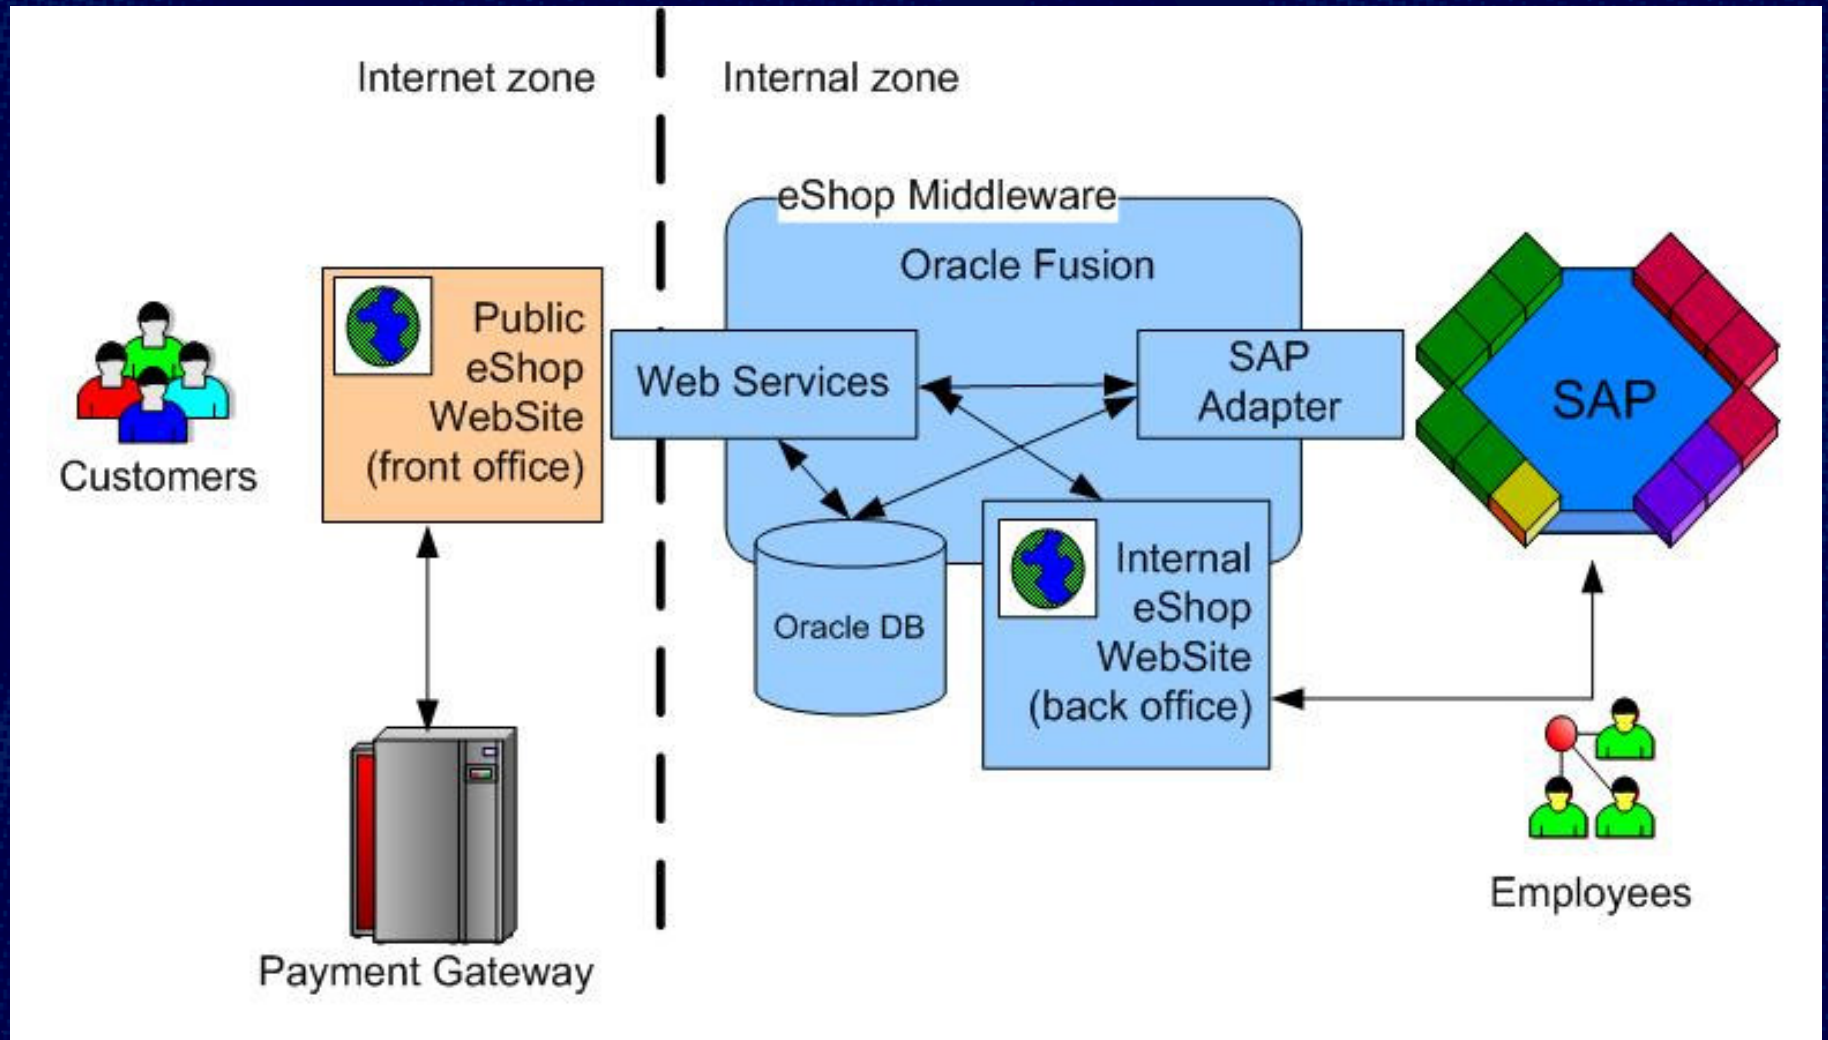 Internet zone
Internal zone
eShop Middleware
Oracle Fusion
Public
eShop
WebSite
(front office)
Web Services
SAP
Adapter
SAP
Customers
Oracle DB
Internal
eShop
WebSite
(back office)
Employees
Payment Gateway